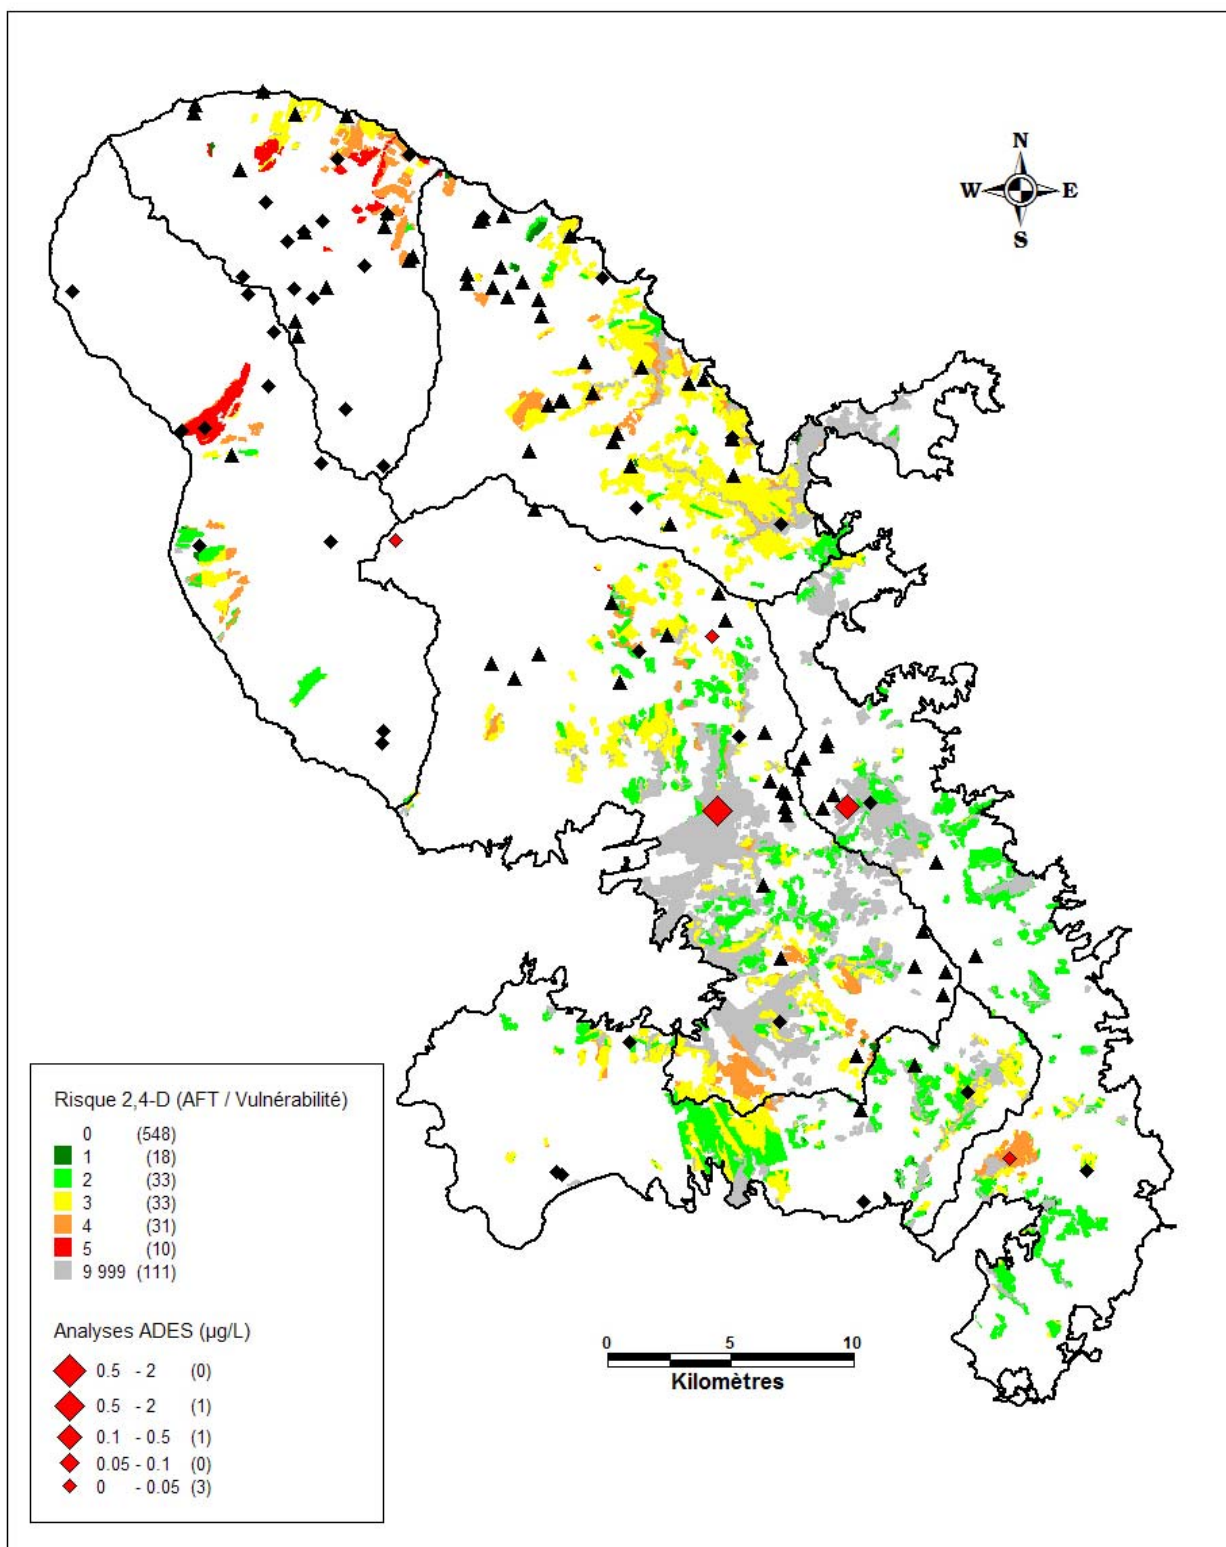 N
W E
S
Risque 2,4-D (AFT / Vulnérabilité)
0 (548)
1 (18)
2 (33)
3 (33)
4 (31)
5 (10)
9 999 (111)
Analyses ADES (µg/L)
0.5 - 2 (0)
0.5 - 2 (1)
0.1 - 0.5 (1)
0.05 - 0.1 (0)
0 - 0.05 (3)
0 5 10
Kilomètres